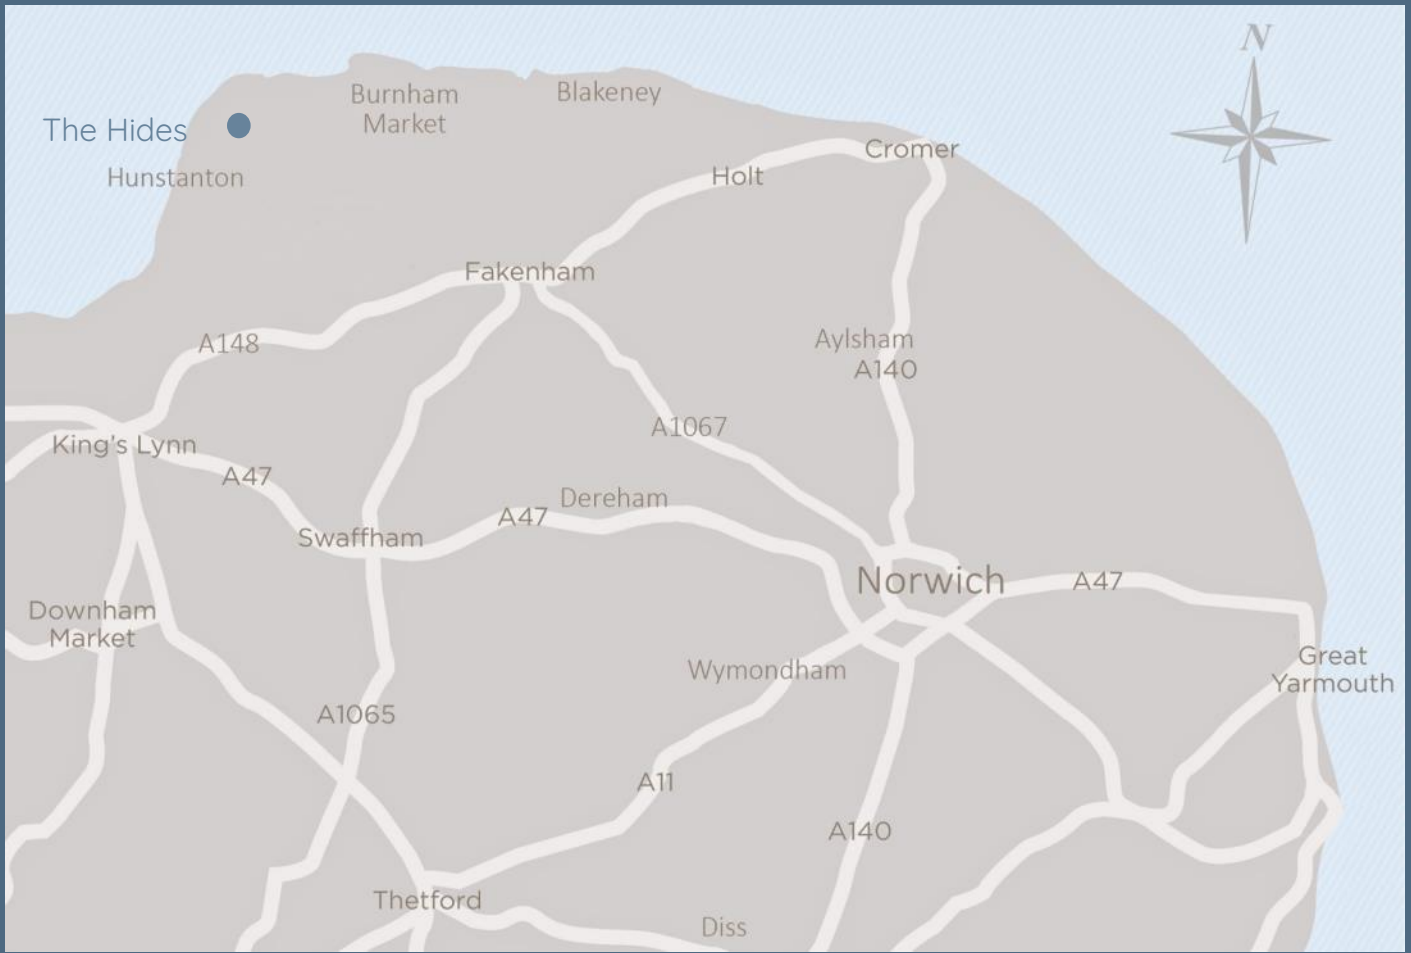 N
Burnham
Market
Blakeney
The Hides
Cromer
Hunstanton
Holt
Fakenham
A148
Aylsham
A140
A1067
King's Lynn
A47
Dereham
A47
Swaffham
Norwich
A47
Downham
Market
Great
Yarmouth
Wymondham
A1065
A11
A140
Thetford
Diss